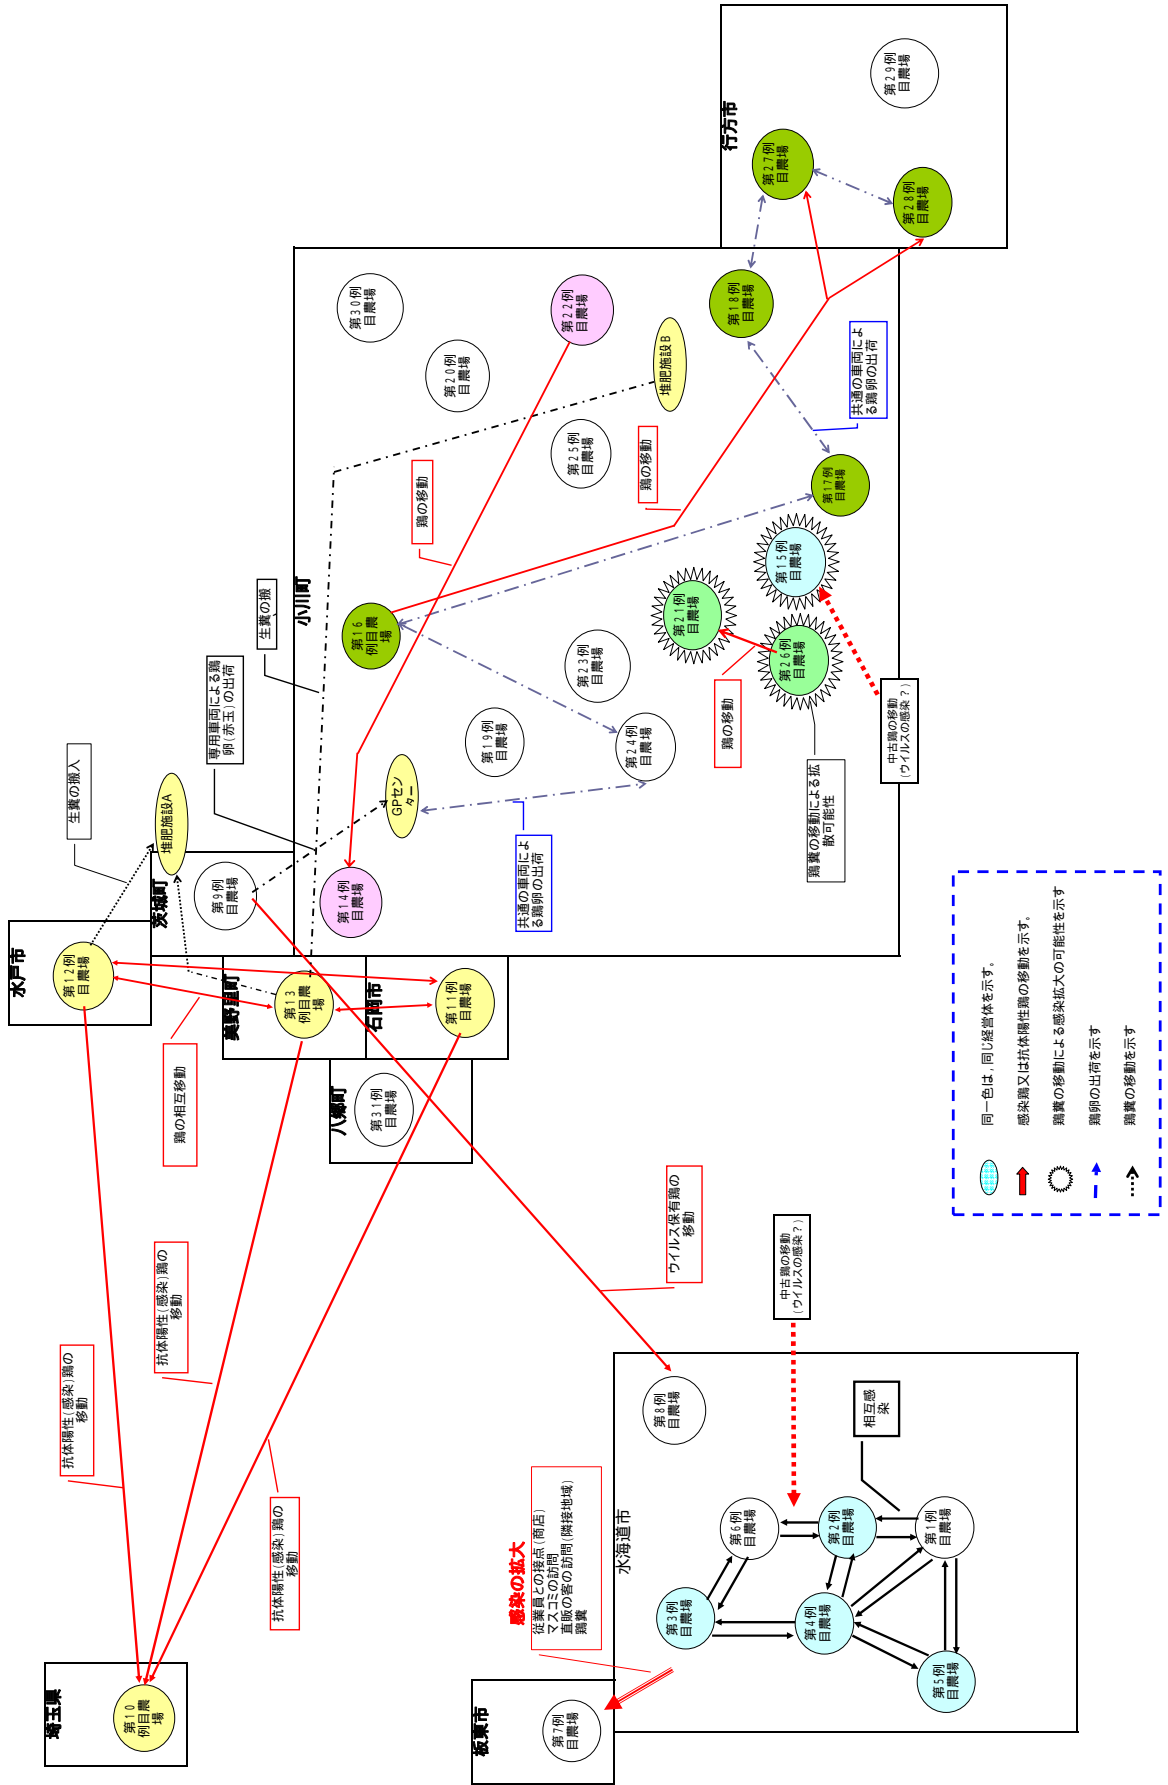 埼玉県
第10
例目農
場
抗体陽性(感染)鶏の
移動
抗体陽性(感染)鶏の
移動
抗体陽性(感染)鶏の
移動
水戸市
第12例
目農場
鶏の相互移動
生糞の搬入
堆肥施設A
茨城町
第9例
目農場
美野里町
第13
例目農
場
石岡市
第11例
目農場
八郷町
第31例
目農場
専用車両による鶏
卵(赤玉)の出荷
生糞の搬
小川町
第14例
目農場
GPセン
ター
第16
例目農
場
鶏の移動
第30例
目農場
第20例
目農場
第22例
目農場
第25例
目農場
堆肥施設B
第19例
目農場
第23例
目農場
第24例
目農場
共通の車両によ
る鶏卵の出荷
鶏の移動
第21例
目農場
鶏の移動
第26例
目農場
第15例
目農場
第17例
目農場
第18例
目農場
共通の車両によ
る鶏卵の出荷
鶏糞の移動による拡
散可能性
中古鶏の移動
(ウイルスの感染?)
行方市
第27例
目農場
第28例
目農場
第29例
目農場
ウイルス保有鶏の
移動
板東市
第7例
目農場
感染の拡大
従業員との接点(商店)
マスコミの訪問
直販の客の訪問(隣接地域)
鶏糞
水海道市
第8例
目農場
第6例
目農場
第3例
目農場
第2例
目農場
第4例
目農場
第1例
目農場
第5例
目農場
相互感
染
中古鶏の移動
(ウイルスの感染?)
同一色は,同じ経営体を示す。
感染鶏又は抗体陽性鶏の移動を示す。
鶏糞の移動による感染拡大の可能性を示す
鶏卵の出荷を示す
鶏糞の移動を示す